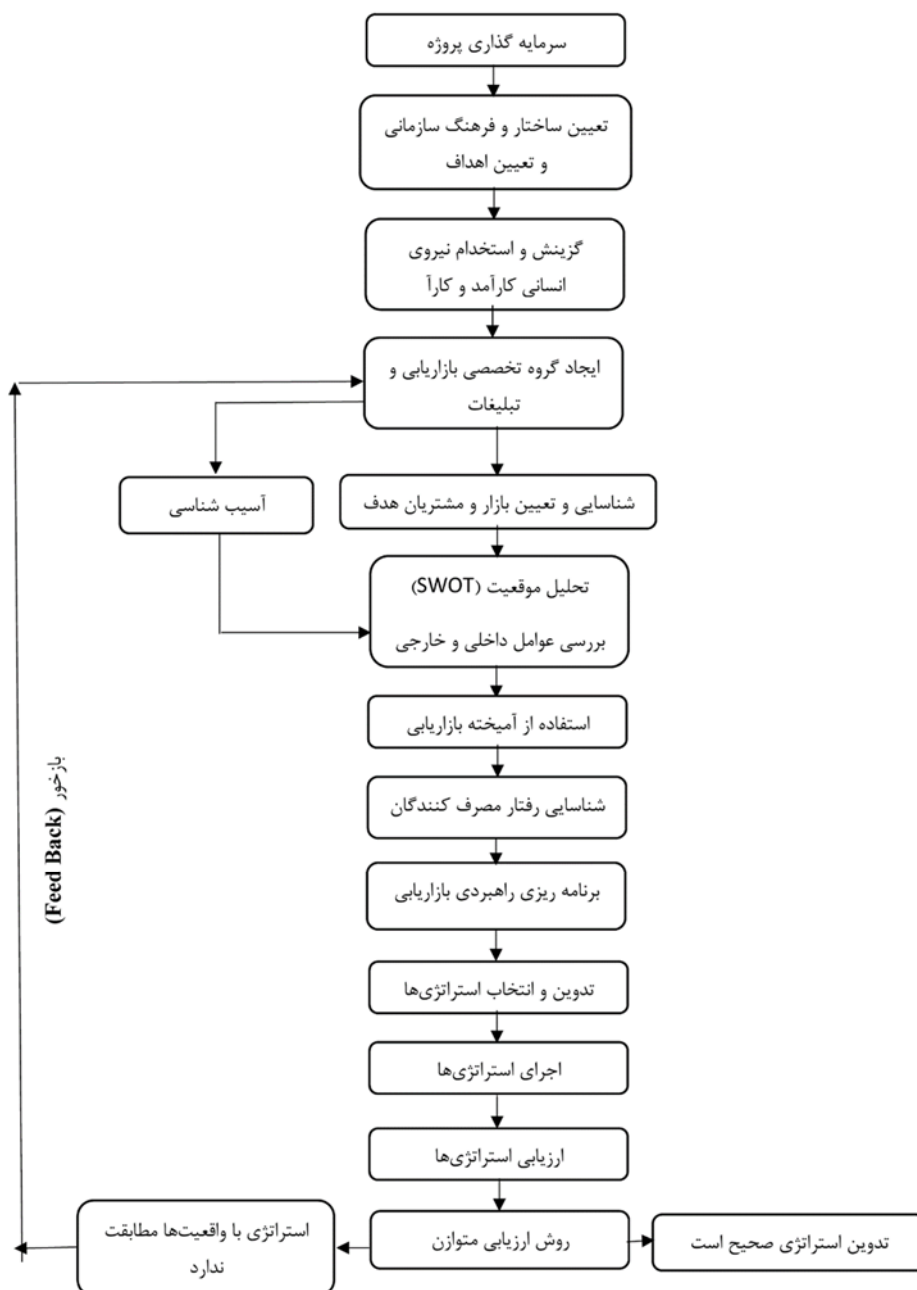 سرمایه گذاری پروژه
تعیین ساختار و فرهنگ سازمانی
و تعیین اهداف
گزینش و استخدام نیروی
انسانی کارآمد و کارآ
ایجاد گروه تخصصی بازاریابی و
تبلیغات
شناسایی و تعیین بازار و مشتریان هدف
آسیب شناسی
تحلیل موقعیت (SWOT)
بررسی عوامل داخلی و خارجی
استفاده از آمیخته بازاریابی
شناسایی رفتار مصرف کنندگان
برنامه ریزی راهبردی بازاریابی
تدوین و انتخاب استراتژی‌ها
اجرای استراتژی‌ها
ارزیابی استراتژی‌ها
روش ارزیابی متوازن
تدوین استراتژی صحیح است
استراتژی با واقعیت‌ها مطابقت
ندارد
بازخور (Feed Back)